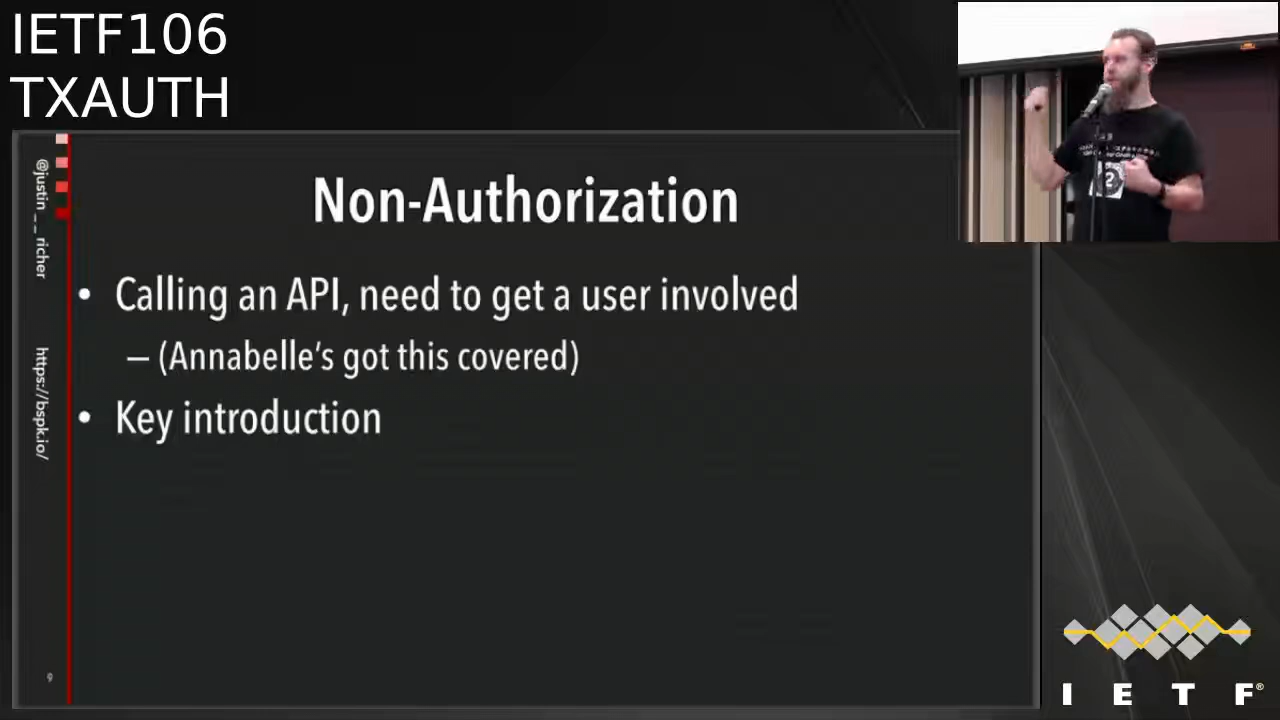 IETF106
TXAUTH
@justin__richer
https://bspk.io/
Non-Authorization
• Calling an API, need to get a user involved
– (Annabelle’s got this covered)
• Key introduction
9
I E T F®